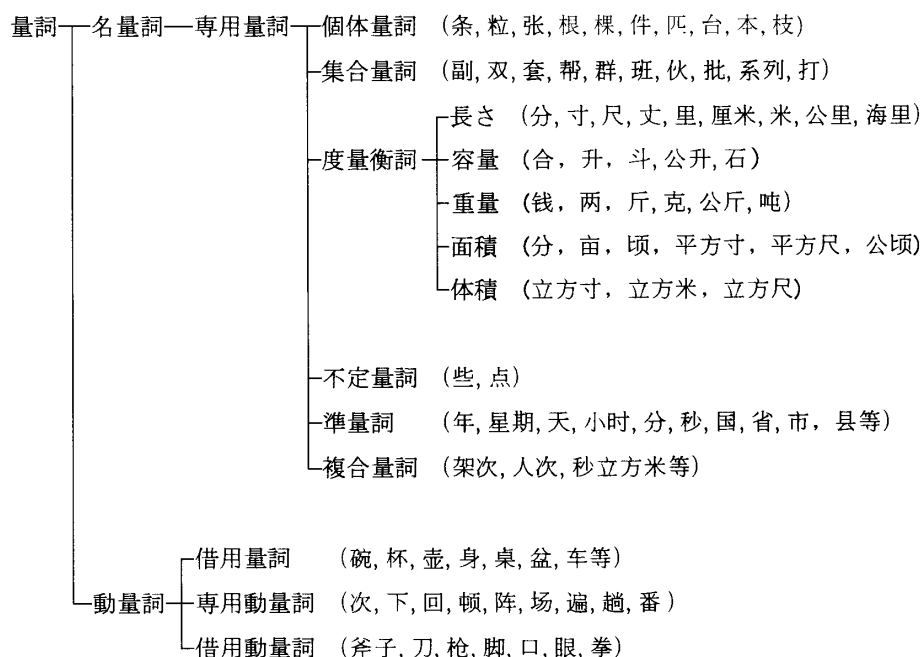 量詞 名量詞 専用量詞 個体量詞 (条, 粒, 张, 根, 棵, 件, 匹, 台, 本, 枝)
集合量詞 (副, 双, 套, 帮, 群, 班, 伙, 批, 系列, 打)
長さ (分, 寸, 尺, 丈, 里, 厘米, 米, 公里, 海里)
度量衡詞 容量 (合, 升, 斗, 公升, 石)
重量 (钱, 两, 斤, 克, 公斤, 吨)
面積 (分, 亩, 顷, 平方寸, 平方尺, 公顷)
体積 (立方寸, 立方米, 立方尺)
不定量詞 (些, 点)
準量詞 (年, 星期, 天, 小时, 分, 秒, 国, 省, 市, 县等)
複合量詞 (架次, 人次, 秒立方米等)
借用量詞 (碗, 杯, 壶, 身, 桌, 盆, 车等)
動量詞 専用動量詞 (次, 下, 回, 顿, 阵, 场, 遍, 趟, 番)
借用動量詞 (斧子, 刀, 枪, 脚, 口, 眼, 拳)